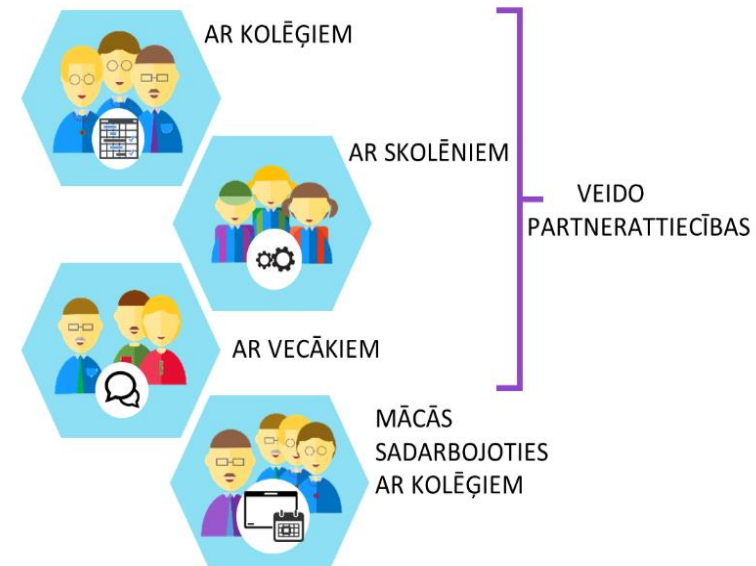 AR KOLĒĢIEM
AR SKOLĒNIEM
VEIDO
PARTNERATTIECĪBAS
AR VECĀKIEM
MĀCĀS
SADARBOJOTIES
AR KOLĒĢIEM